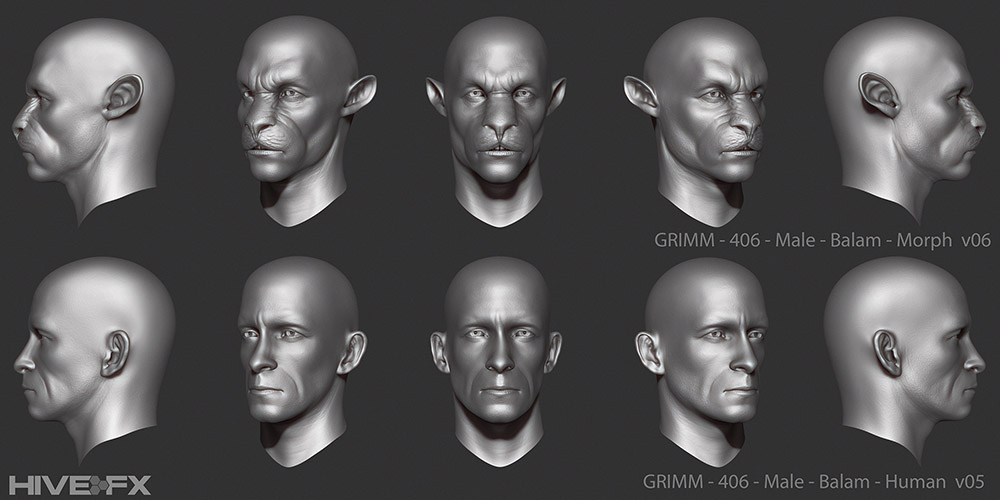 GRIMM - 406 - Male - Balam - Morph v06
GRIMM - 406 - Male - Balam - Human v05
HIVE FX